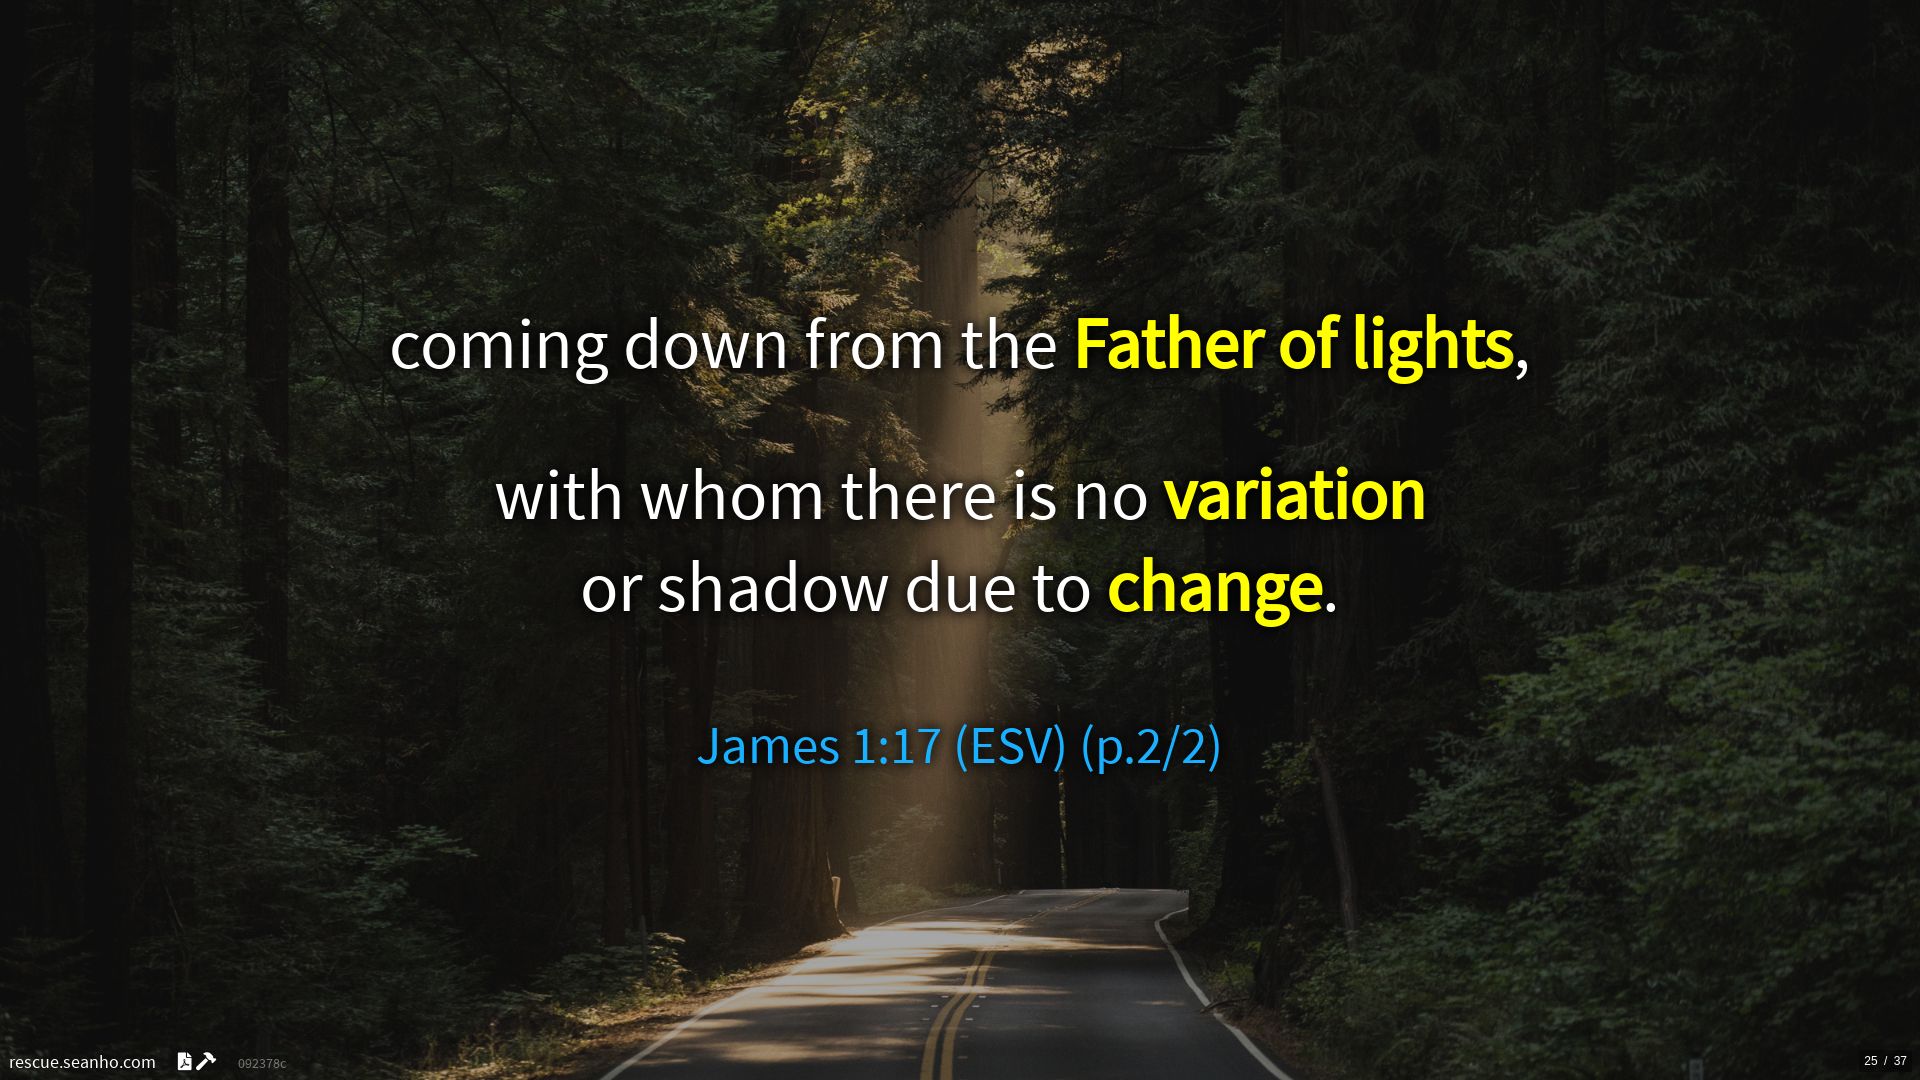 coming down from the Father of lights,
with whom there is no variation
or shadow due to change.
James 1:17 (ESV) (p.2/2)
rescue.seanho.com 092378c
25 / 37